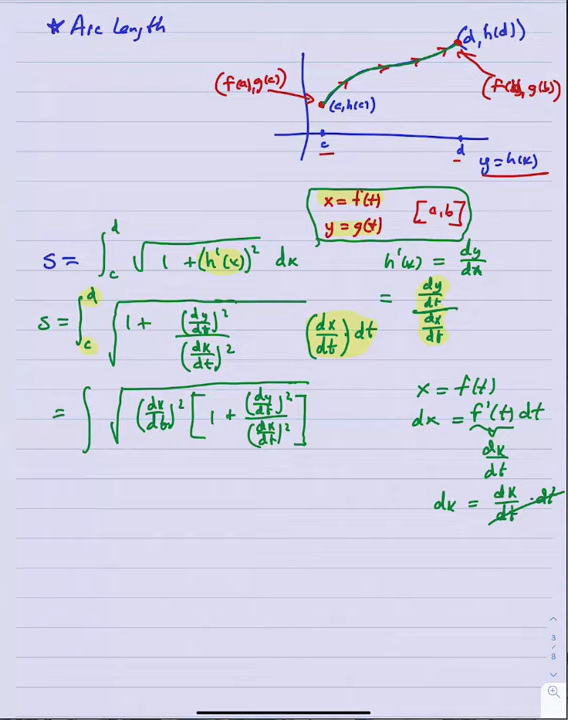 * Arc Length
(d, h(d))
(f(a), g(a))
(c, h(c))
(f(b), g(b))
c
d
y = h(x)
x = f(t)
y = g(t)
[a, b]
S = ∫_c^d √(1 + (h'(x))²) dx
h'(x) = dy/dx
= (dy/dt)/(dx/dt)
S = ∫_c^d √(1 + (dy/dt)²/(dx/dt)²) (dx/dt) · dt
= ∫ √((dx/dt)² [1 + (dy/dt)²/(dx/dt)²])
x = f(t)
dx = f'(t) dt
dx/dt
dx = dx/dt · dt
3
/
8